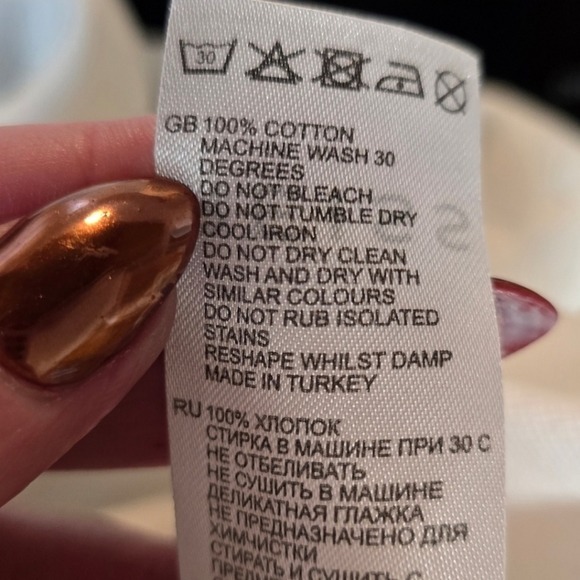 30
GB 100% COTTON
MACHINE WASH 30
DEGREES
DO NOT BLEACH
DO NOT TUMBLE DRY
COOL IRON
DO NOT DRY CLEAN
WASH AND DRY WITH
SIMILAR COLOURS
DO NOT RUB ISOLATED
STAINS
RESHAPE WHILST DAMP
MADE IN TURKEY
RU 100% ХЛОПОК
СТИРКА В МАШИНЕ ПРИ 30 С
НЕ ОТБЕЛИВАТЬ
НЕ СУШИТЬ В МАШИНЕ
ДЕЛИКАТНАЯ ГЛАЖКА
НЕ ПРЕДНАЗНАЧЕНО ДЛЯ
ХИМЧИСТКИ
СТИРАТЬ И СУШИТЬ С